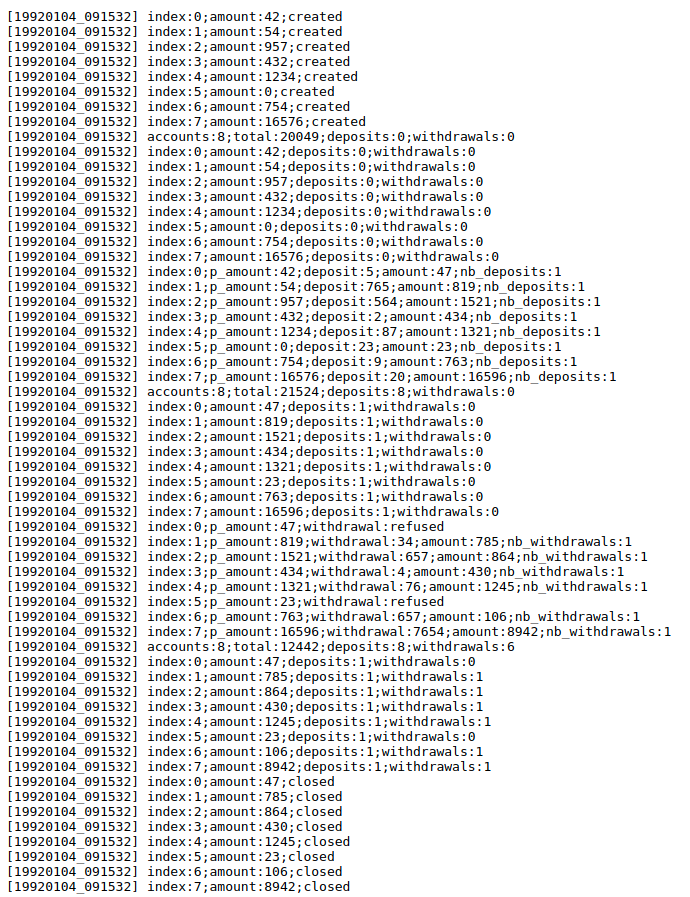 [19920104_091532] index:0;amount:42;created
[19920104_091532] index:1;amount:54;created
[19920104_091532] index:2;amount:957;created
[19920104_091532] index:3;amount:432;created
[19920104_091532] index:4;amount:1234;created
[19920104_091532] index:5;amount:0;created
[19920104_091532] index:6;amount:754;created
[19920104_091532] index:7;amount:16576;created
[19920104_091532] accounts:8;total:20049;deposits:0;withdrawals:0
[19920104_091532] index:0;amount:42;deposits:0;withdrawals:0
[19920104_091532] index:1;amount:54;deposits:0;withdrawals:0
[19920104_091532] index:2;amount:957;deposits:0;withdrawals:0
[19920104_091532] index:3;amount:432;deposits:0;withdrawals:0
[19920104_091532] index:4;amount:1234;deposits:0;withdrawals:0
[19920104_091532] index:5;amount:0;deposits:0;withdrawals:0
[19920104_091532] index:6;amount:754;deposits:0;withdrawals:0
[19920104_091532] index:7;amount:16576;deposits:0;withdrawals:0
[19920104_091532] index:0;p_amount:42;deposit:5;amount:47;nb_deposits:1
[19920104_091532] index:1;p_amount:54;deposit:765;amount:819;nb_deposits:1
[19920104_091532] index:2;p_amount:957;deposit:564;amount:1521;nb_deposits:1
[19920104_091532] index:3;p_amount:432;deposit:2;amount:434;nb_deposits:1
[19920104_091532] index:4;p_amount:1234;deposit:87;amount:1321;nb_deposits:1
[19920104_091532] index:5;p_amount:0;deposit:23;amount:23;nb_deposits:1
[19920104_091532] index:6;p_amount:754;deposit:9;amount:763;nb_deposits:1
[19920104_091532] index:7;p_amount:16576;deposit:20;amount:16596;nb_deposits:1
[19920104_091532] accounts:8;total:21524;deposits:8;withdrawals:0
[19920104_091532] index:0;amount:47;deposits:1;withdrawals:0
[19920104_091532] index:1;amount:819;deposits:1;withdrawals:0
[19920104_091532] index:2;amount:1521;deposits:1;withdrawals:0
[19920104_091532] index:3;amount:434;deposits:1;withdrawals:0
[19920104_091532] index:4;amount:1321;deposits:1;withdrawals:0
[19920104_091532] index:5;amount:23;deposits:1;withdrawals:0
[19920104_091532] index:6;amount:763;deposits:1;withdrawals:0
[19920104_091532] index:7;amount:16596;deposits:1;withdrawals:0
[19920104_091532] index:0;p_amount:47;withdrawal:refused
[19920104_091532] index:1;p_amount:819;withdrawal:34;amount:785;nb_withdrawals:1
[19920104_091532] index:2;p_amount:1521;withdrawal:657;amount:864;nb_withdrawals:1
[19920104_091532] index:3;p_amount:434;withdrawal:4;amount:430;nb_withdrawals:1
[19920104_091532] index:4;p_amount:1321;withdrawal:76;amount:1245;nb_withdrawals:1
[19920104_091532] index:5;p_amount:23;withdrawal:refused
[19920104_091532] index:6;p_amount:763;withdrawal:657;amount:106;nb_withdrawals:1
[19920104_091532] index:7;p_amount:16596;withdrawal:7654;amount:8942;nb_withdrawals:1
[19920104_091532] accounts:8;total:12442;deposits:8;withdrawals:6
[19920104_091532] index:0;amount:47;deposits:1;withdrawals:0
[19920104_091532] index:1;amount:785;deposits:1;withdrawals:1
[19920104_091532] index:2;amount:864;deposits:1;withdrawals:1
[19920104_091532] index:3;amount:430;deposits:1;withdrawals:1
[19920104_091532] index:4;amount:1245;deposits:1;withdrawals:1
[19920104_091532] index:5;amount:23;deposits:1;withdrawals:0
[19920104_091532] index:6;amount:106;deposits:1;withdrawals:1
[19920104_091532] index:7;amount:8942;deposits:1;withdrawals:1
[19920104_091532] index:0;amount:47;closed
[19920104_091532] index:1;amount:785;closed
[19920104_091532] index:2;amount:864;closed
[19920104_091532] index:3;amount:430;closed
[19920104_091532] index:4;amount:1245;closed
[19920104_091532] index:5;amount:23;closed
[19920104_091532] index:6;amount:106;closed
[19920104_091532] index:7;amount:8942;closed